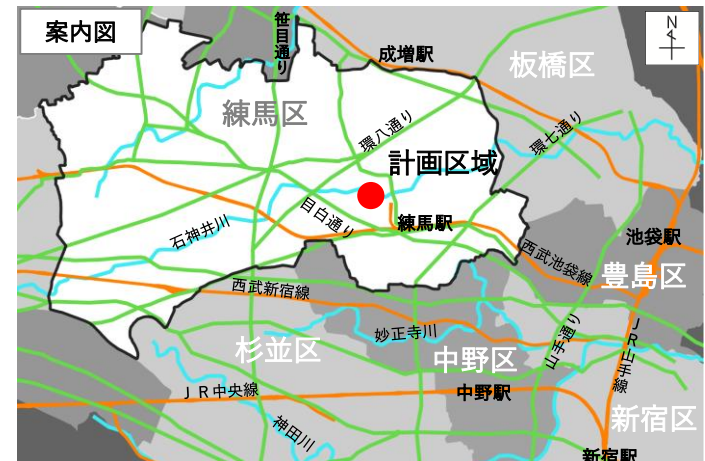 案内図
笹目通り
成増駅
N
板橋区
練馬区
環八通り
環七通り
計画区域
目白通り
石神井川
練馬駅
池袋駅
西武池袋線
豊島区
西武新宿線
妙正寺川
山手通り
JR山手線
杉並区
中野区
JR中央線
中野駅
神田川
新宿区
新宿駅